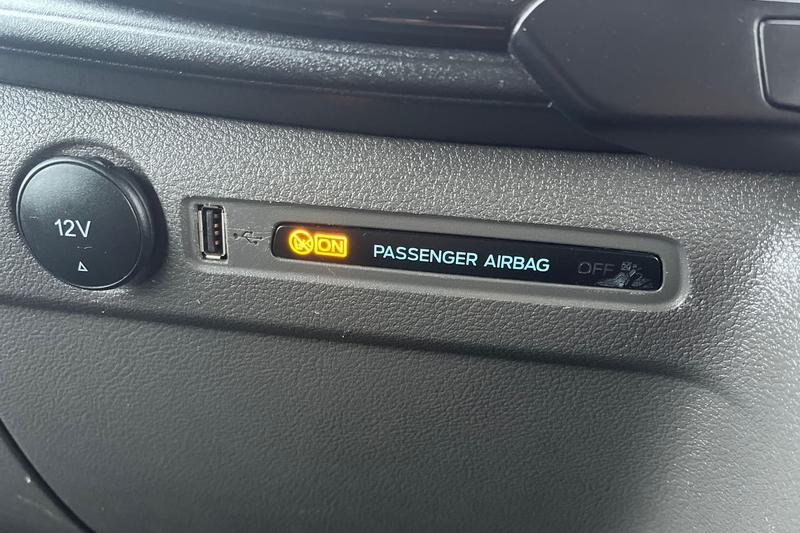 12V
ON PASSENGER AIRBAG OFF